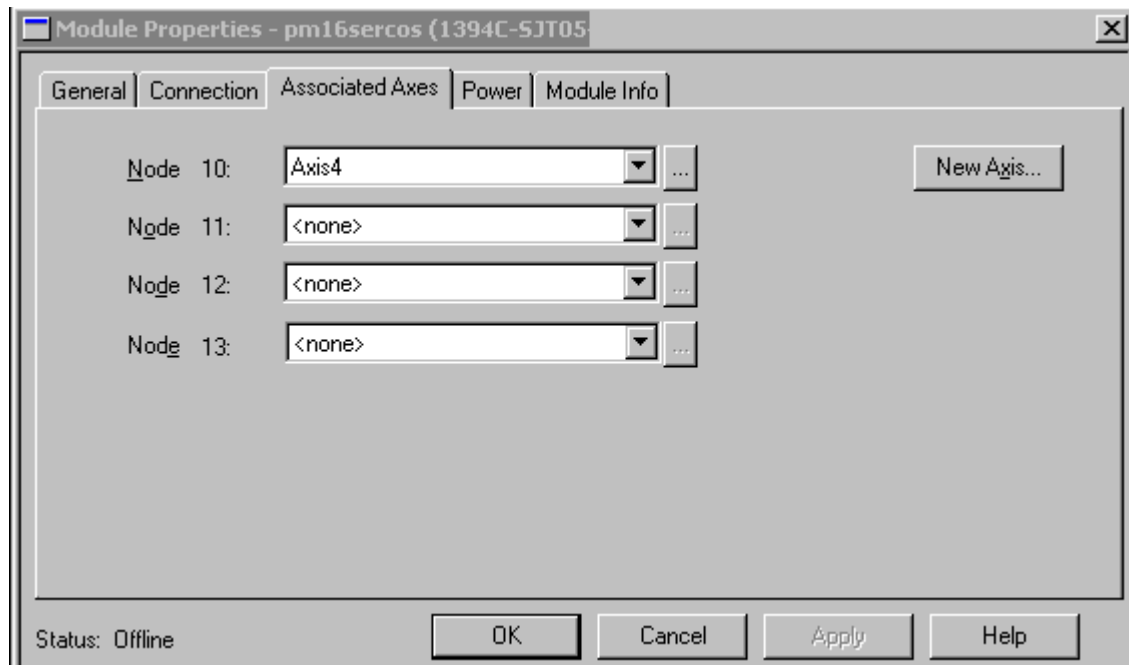 Module Properties - pm16sercos (1394C-SJT05-
General Connection Associated Axes Power Module Info
Node 10: Axis4 ... New Axis...
Node 11: <none> ...
Node 12: <none> ...
Node 13: <none> ...
Status: Offline OK Cancel Apply Help